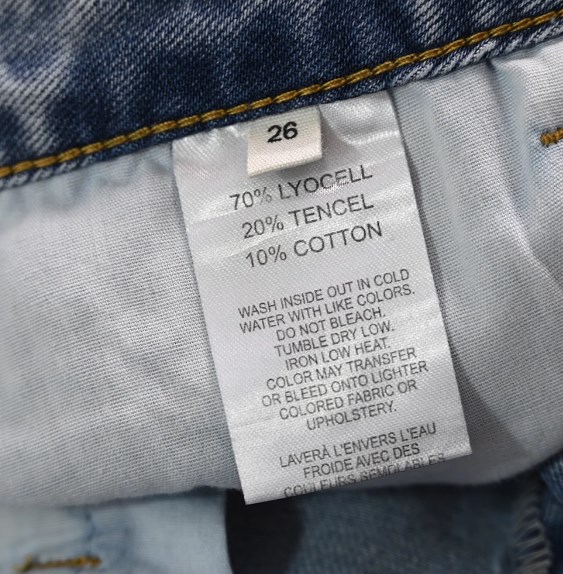 26
70% LYOCELL
20% TENCEL
10% COTTON
WASH INSIDE OUT IN COLD
WATER WITH LIKE COLORS.
DO NOT BLEACH.
TUMBLE DRY LOW.
IRON LOW HEAT.
COLOR MAY TRANSFER
OR BLEED ONTO LIGHTER
COLORED FABRIC OR
UPHOLSTERY.
LAVERÀ L'ENVERS L'EAU
FROIDE AVEC DES
COULEURS SEMBLABLES